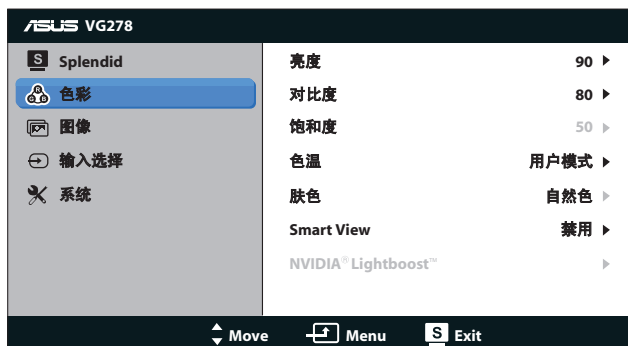 ASUS VG278
S Splendid
色彩
图像
输入选择
系统
亮度 90
对比度 80
饱和度 50
色温 用户模式
肤色 自然色
Smart View 禁用
NVIDIA® Lightboost™
Move Menu S Exit